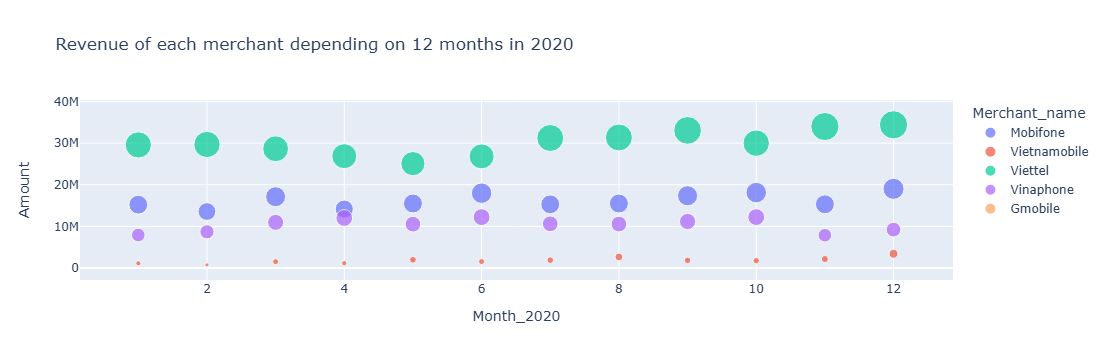 Revenue of each merchant depending on 12 months in 2020
Merchant_name
Mobifone
Vietnamobile
Viettel
Vinaphone
Gmobile
Amount
40M
30M
20M
10M
0
2 4 6 8 10 12
Month_2020